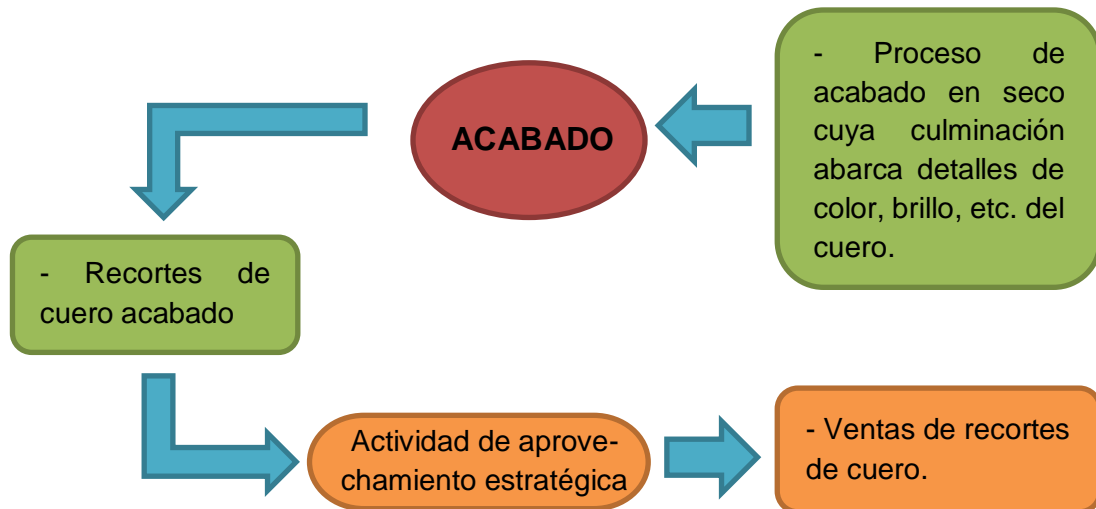 - Proceso de
acabado en seco
cuya culminación
abarca detalles de
color, brillo, etc. del
cuero.
ACABADO
- Recortes de
cuero acabado
Actividad de aprove-
chamiento estratégica
- Ventas de recortes
de cuero.